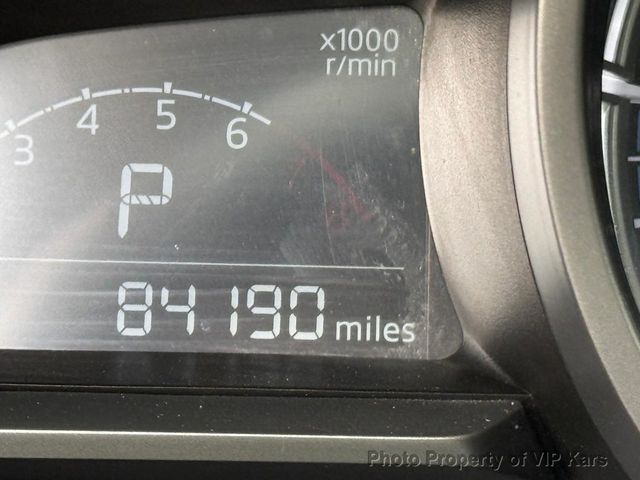 x1000
r/min
3 4 5 6
P
84190 miles
Photo Property of VIP Kars